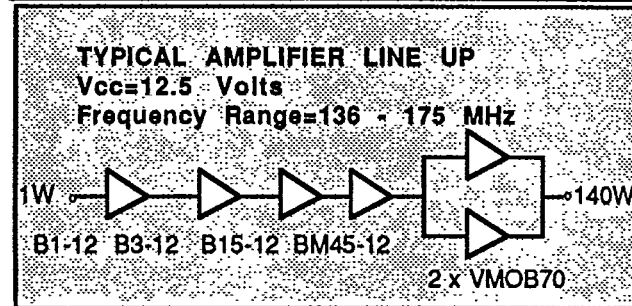 TYPICAL AMPLIFIER LINE UP
Vcc=12.5 Volts
Frequency Range=136 - 175 MHz
1W
140W
B1-12 B3-12 B15-12 BM45-12
2 x VMOB70